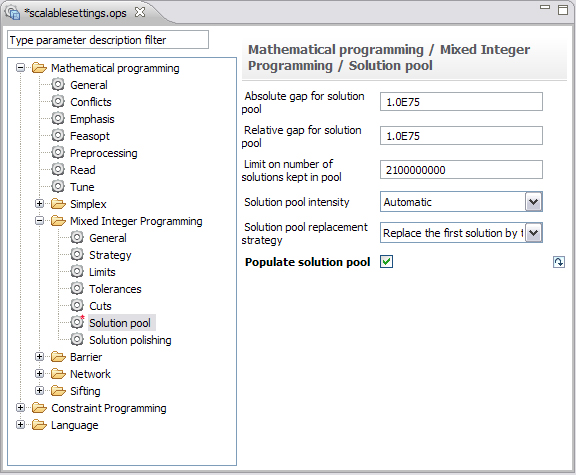 *scalablesettings.ops
Type parameter description filter
Mathematical programming
General
Conflicts
Emphasis
Feasopt
Preprocessing
Read
Tune
Simplex
Mixed Integer Programming
General
Strategy
Limits
Tolerances
Cuts
Solution pool
Solution polishing
Barrier
Network
Sifting
Constraint Programming
Language
Mathematical programming / Mixed Integer
Programming / Solution pool
Absolute gap for solution
pool
1.0E75
Relative gap for solution
pool
1.0E75
Limit on number of
solutions kept in pool
2100000000
Solution pool intensity
Automatic
Solution pool replacement
strategy
Replace the first solution by t
Populate solution pool